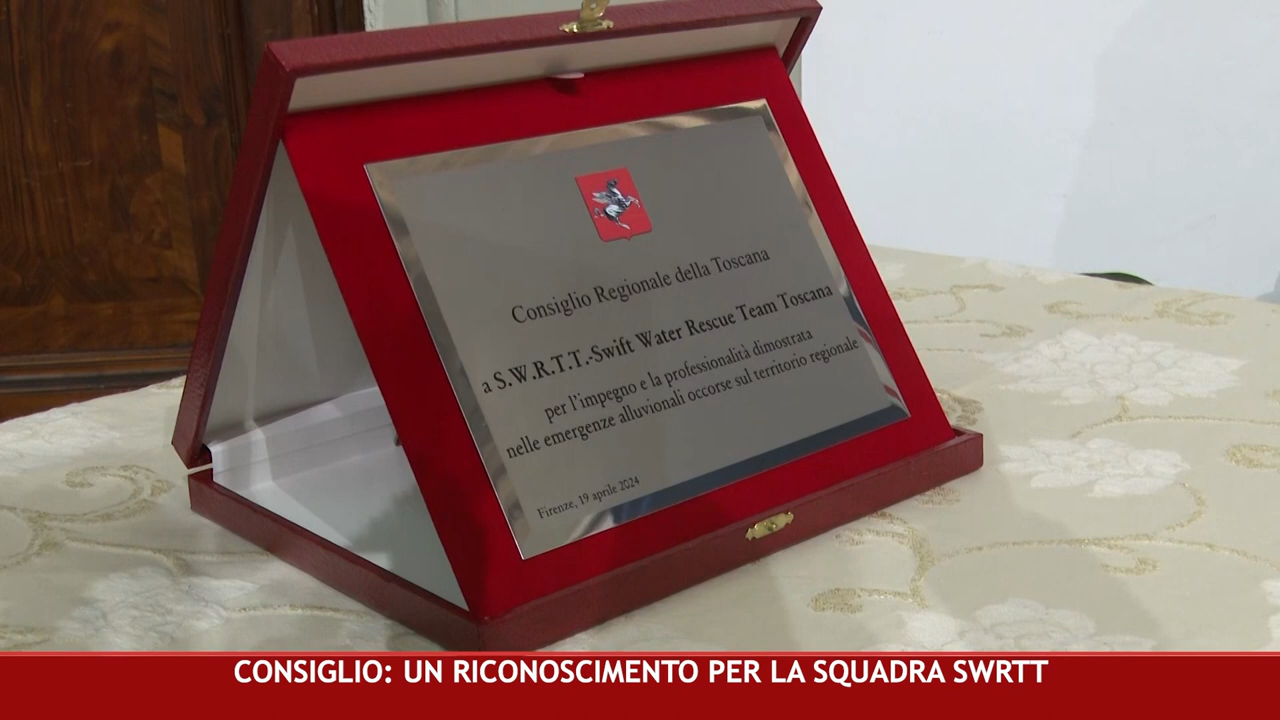 Consiglio Regionale della Toscana
a S.W.R.T.T.-Swift Water Rescue Team Toscana
per l'impegno e la professionalità dimostrata
nelle emergenze alluvionali occorse sul territorio regionale
Firenze, 19 aprile 2024
CONSIGLIO: UN RICONOSCIMENTO PER LA SQUADRA SWRTT